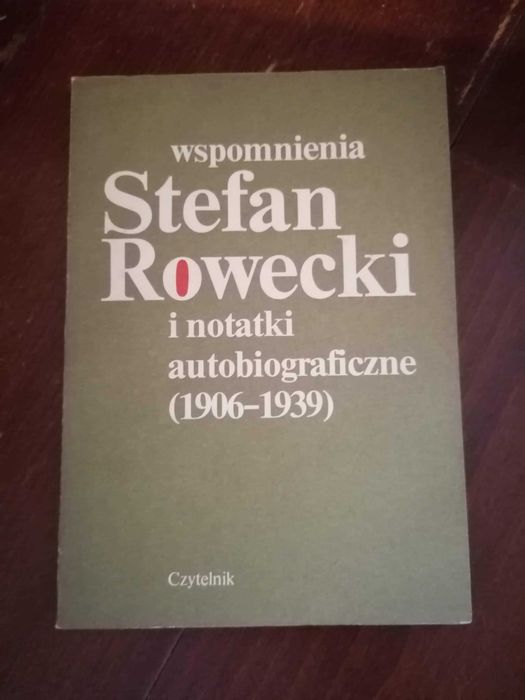 wspomnienia
Stefan
Rowecki
i notatki
autobiograficzne
(1906–1939)
Czytelnik